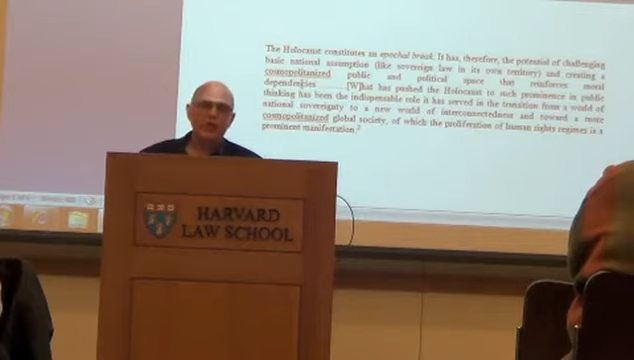 The Holocaust constitutes an epochal break. It has, therefore, the potential of challenging
basic national assumption (like sovereign law in its own territory) and creating a
cosmopolitanized public and political space that reinforces moral
dependencies ........[W]hat has pushed the Holocaust to such prominence in public
thinking has been the indispensable role it has served in the transition from a world of
national sovereignty to a new world of interconnectedness and toward a more
cosmopolitanized global society, of which the proliferation of human rights regimes is a
prominent manifestation.
HARVARD
LAW SCHOOL